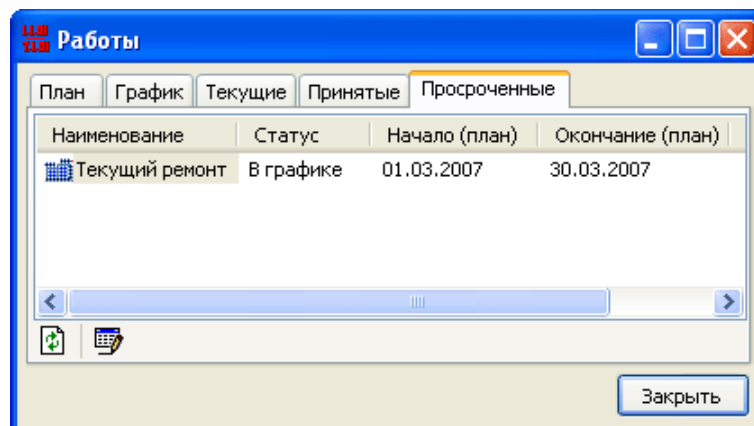 Работы
План График Текущие Принятые Просроченные
Наименование Статус Начало (план) Окончание (план)
Текущий ремонт В графике 01.03.2007 30.03.2007
Закрыть